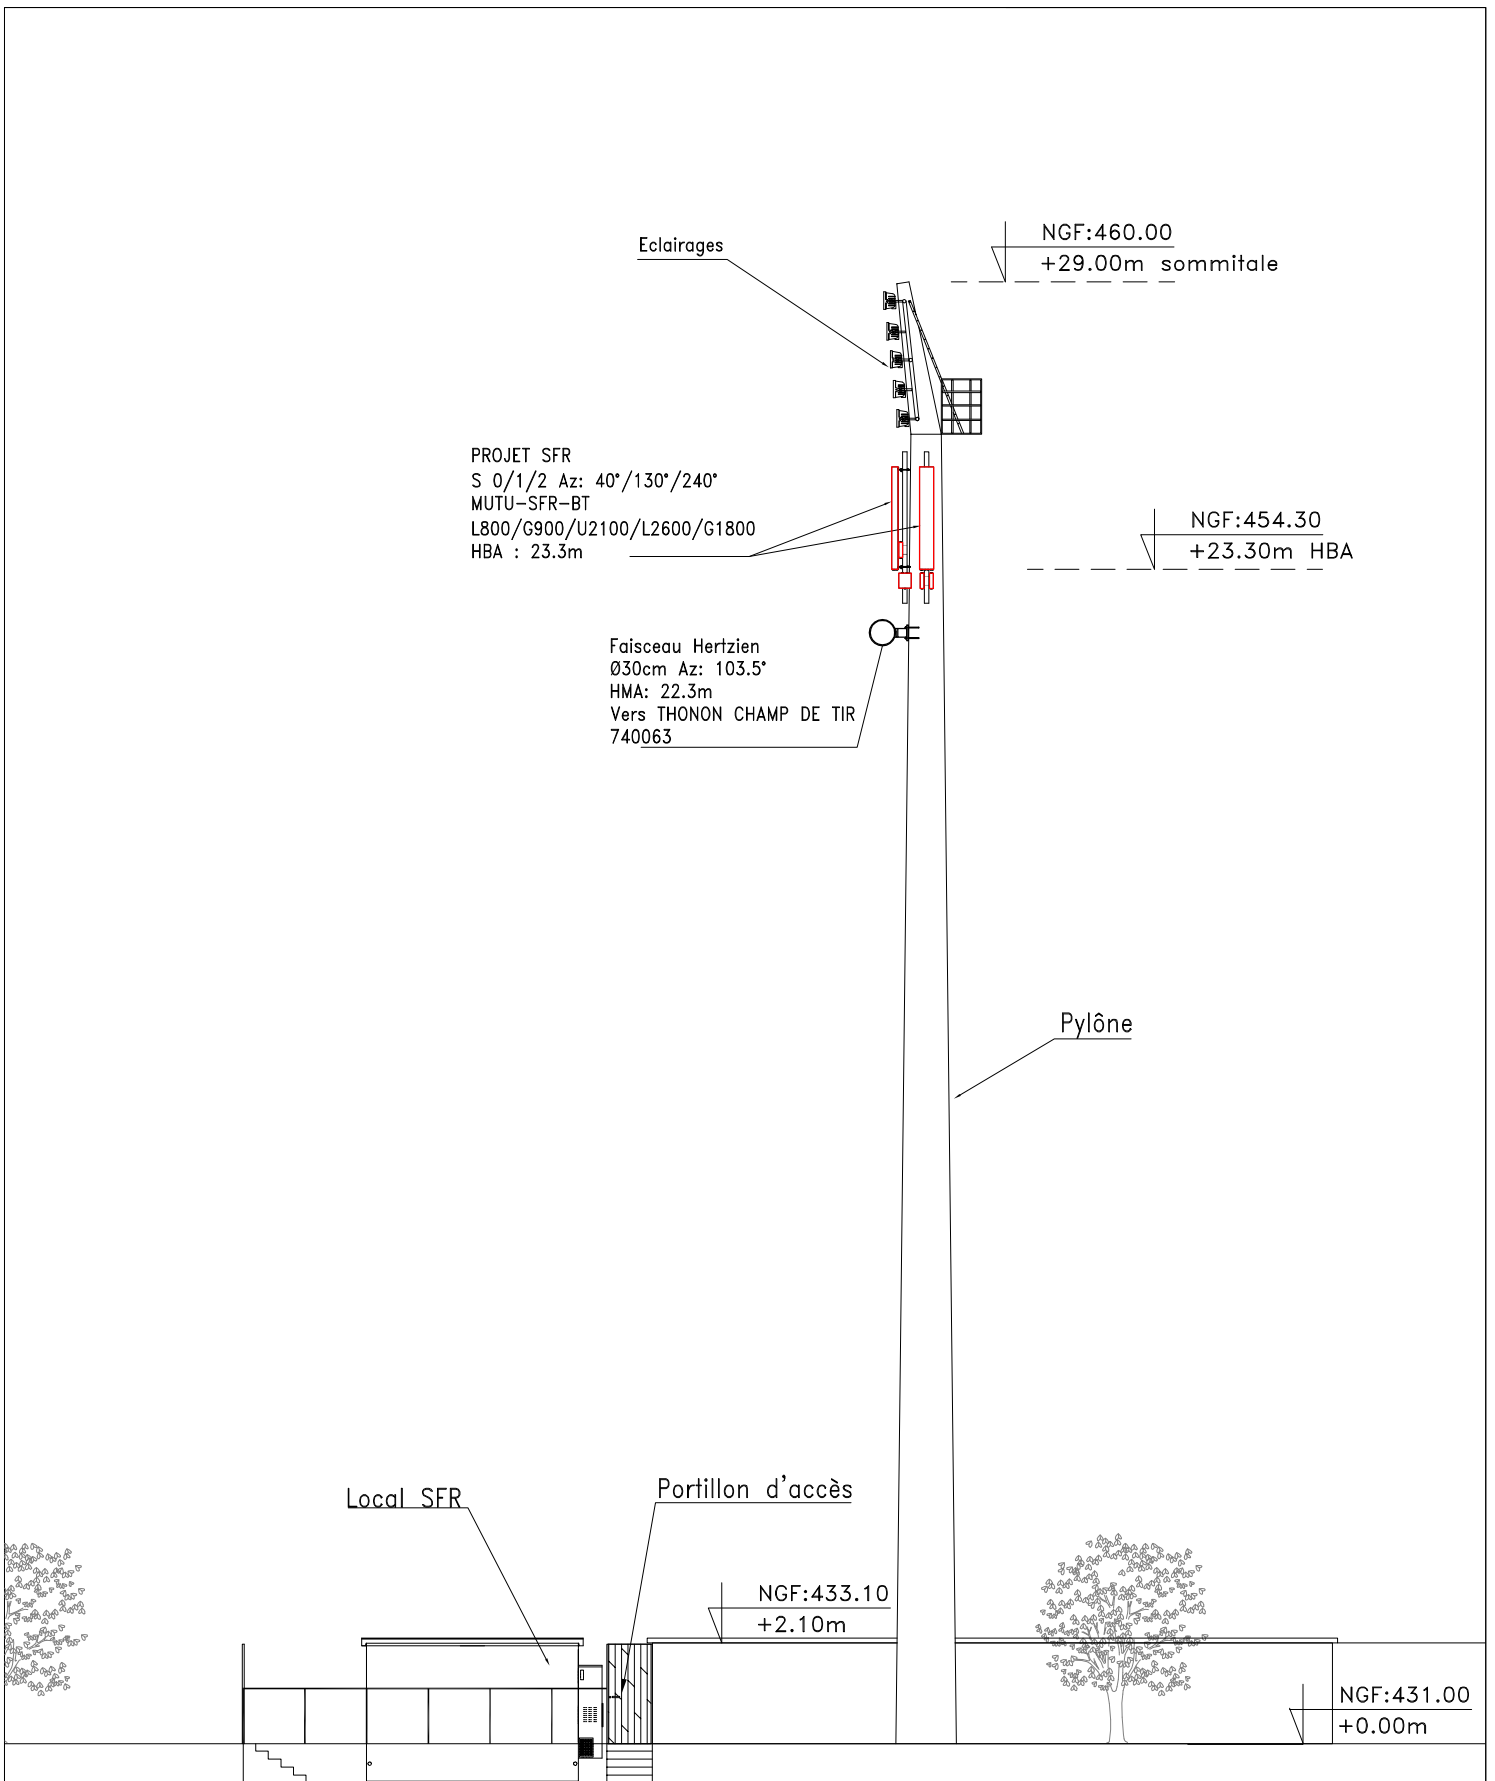 NGF:460.00
+29.00m sommitale
Eclairages
PROJET SFR
S 0/1/2 Az: 40°/130°/240°
MUTU-SFR-BT
L800/G900/U2100/L2600/G1800
HBA : 23.3m
NGF:454.30
+23.30m HBA
Faisceau Hertzien
Ø30cm Az: 103.5°
HMA: 22.3m
Vers THONON CHAMP DE TIR
740063
Pylône
Local SFR
Portillon d'accès
NGF:433.10
+2.10m
NGF:431.00
+0.00m